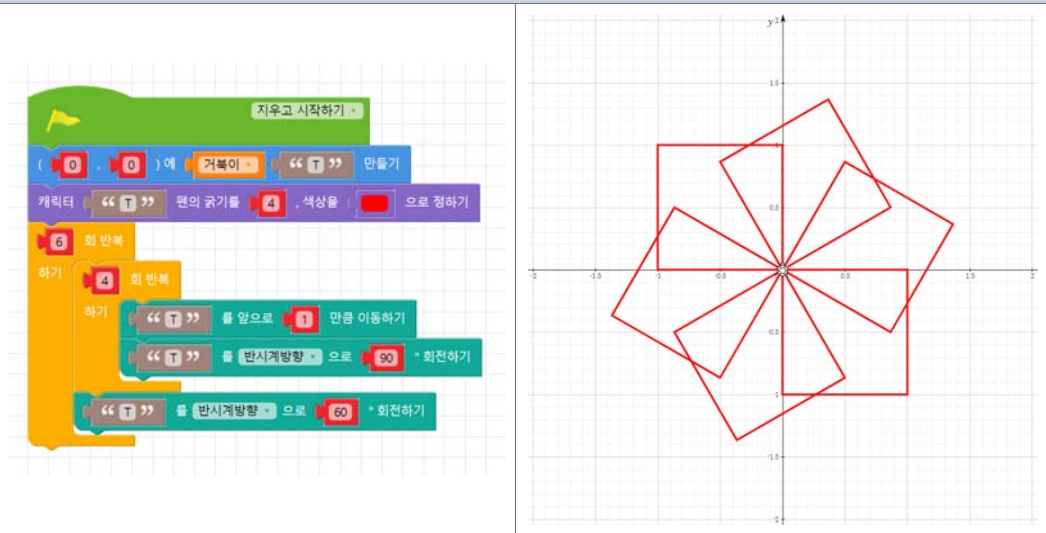 지우고 시작하기
( 0 , 0 ) 에 거북이 “ T ” 만들기
캐릭터 “ T ” 펜의 굵기를 4 , 색상을 으로 정하기
6 회 반복
하기 4 회 반복
하기 “ T ” 를 앞으로 1 만큼 이동하기
“ T ” 를 반시계방향 으로 90 ° 회전하기
“ T ” 를 반시계방향 으로 60 ° 회전하기
y 2
1.5
1
0.5
-2 -1.5 -1 -0.5 0 0.5 1 1.5 2
-0.5
-1
-1.5
-2